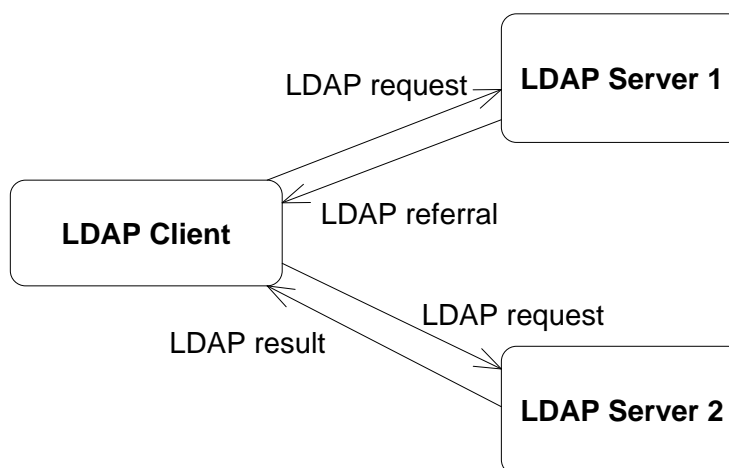 LDAP request
LDAP Server 1
LDAP Client
LDAP referral
LDAP request
LDAP result
LDAP Server 2